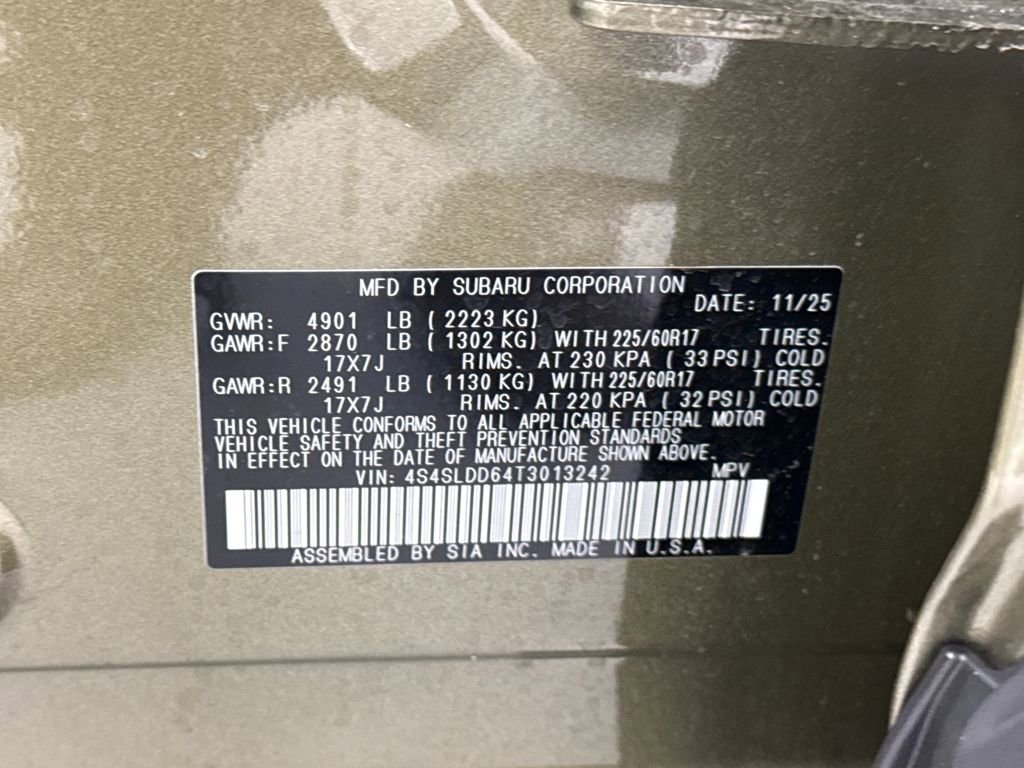 MFD BY SUBARU CORPORATION
DATE: 11/25
GVWR: 4901 LB ( 2223 KG)
GAWR:F 2870 LB ( 1302 KG) WITH 225/60R17 TIRES.
17X7J RIMS. AT 230 KPA ( 33 PSI) COLD
GAWR:R 2491 LB ( 1130 KG) WITH 225/60R17 TIRES.
17X7J RIMS. AT 220 KPA ( 32 PSI) COLD
THIS VEHICLE CONFORMS TO ALL APPLICABLE FEDERAL MOTOR
VEHICLE SAFETY AND THEFT PREVENTION STANDARDS
IN EFFECT ON THE DATE OF MANUFACTURE SHOWN ABOVE.
VIN: 4S4SLDD64T3013242 MPV
ASSEMBLED BY SIA INC. MADE IN U.S.A.